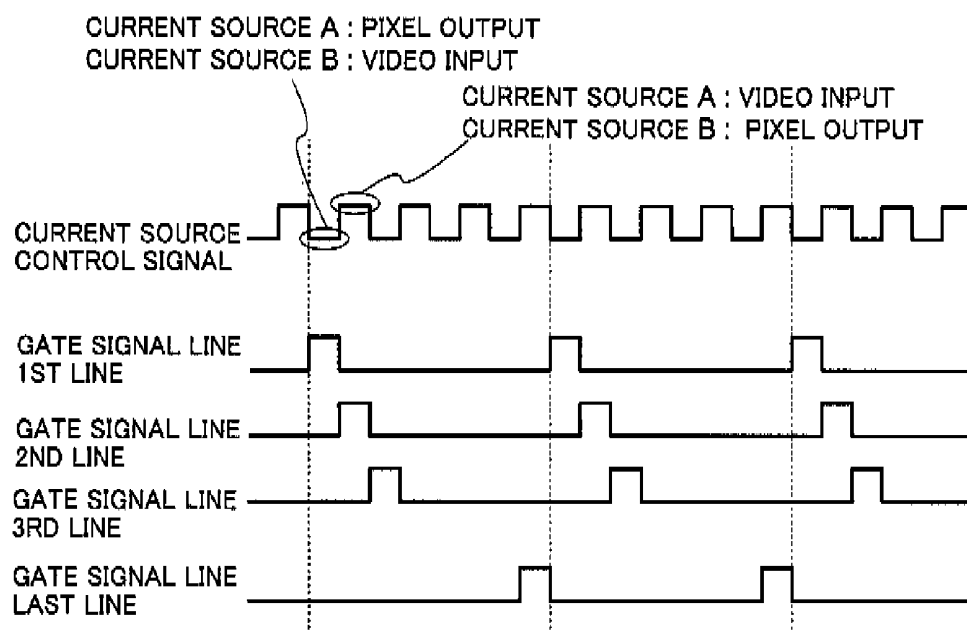 CURRENT SOURCE A : PIXEL OUTPUT
CURRENT SOURCE B : VIDEO INPUT
CURRENT SOURCE A : VIDEO INPUT
CURRENT SOURCE B : PIXEL OUTPUT
CURRENT SOURCE
CONTROL SIGNAL
GATE SIGNAL LINE
1ST LINE
GATE SIGNAL LINE
2ND LINE
GATE SIGNAL LINE
3RD LINE
GATE SIGNAL LINE
LAST LINE